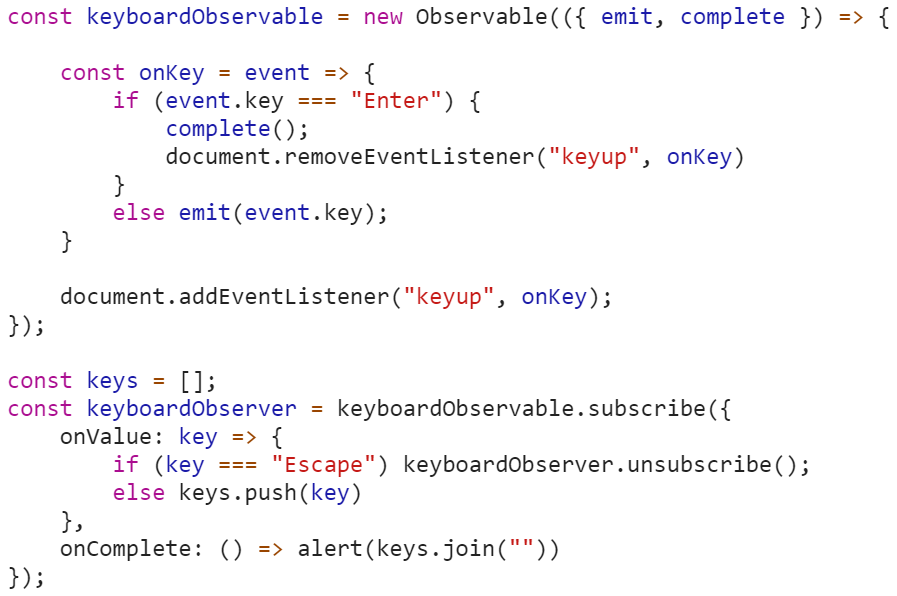 const keyboardObservable = new Observable(({ emit, complete }) => {

    const onKey = event => {
        if (event.key === "Enter") {
            complete();
            document.removeEventListener("keyup", onKey)
        }
        else emit(event.key);
    }

    document.addEventListener("keyup", onKey);
});

const keys = [];
const keyboardObserver = keyboardObservable.subscribe({
    onValue: key => {
        if (key === "Escape") keyboardObserver.unsubscribe();
        else keys.push(key)
    },
    onComplete: () => alert(keys.join(""))
});